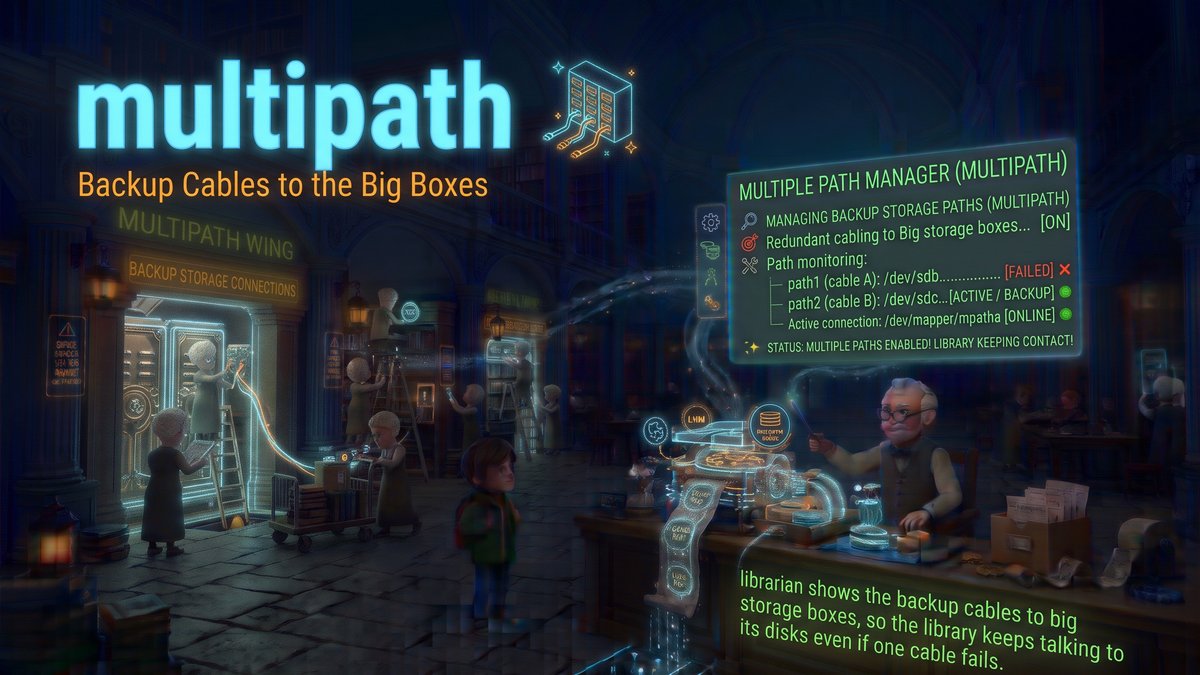 multipath
Backup Cables to the Big Boxes
MULTIPATH WING
BACKUP STORAGE CONNECTIONS
MULTIPLE PATH MANAGER (MULTIPATH)
MANAGING BACKUP STORAGE PATHS (MULTIPATH)
Redundant cabling to Big storage boxes... [ON]
Path monitoring:
path1 (cable A): /dev/sdb................ [FAILED]
path2 (cable B): /dev/sdc...[ACTIVE / BACKUP]
Active connection: /dev/mapper/mpatha [ONLINE]
STATUS: MULTIPLE PATHS ENABLED! LIBRARY KEEPING CONTACT!
librarian shows the backup cables to big
storage boxes, so the library keeps talking to
its disks even if one cable fails.